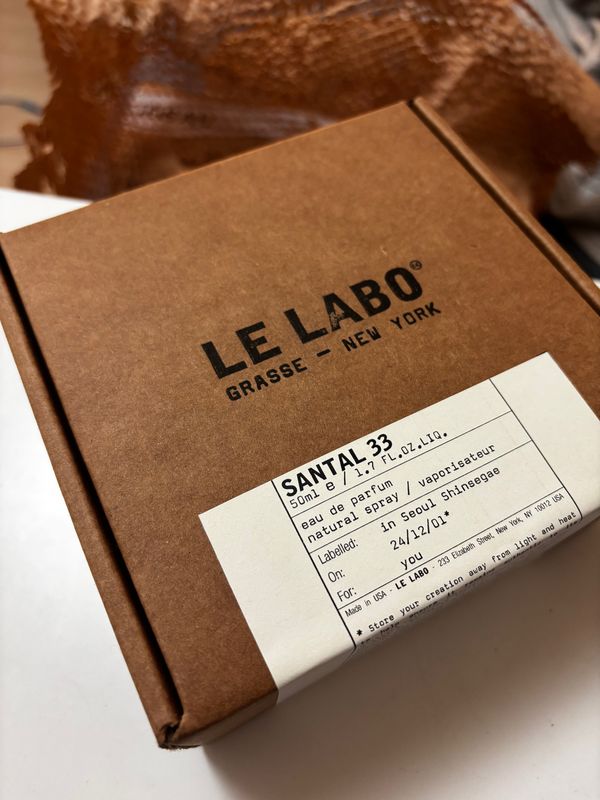 LE LABO
GRASSE – NEW YORK
SANTAL 33
50ml e / 1.7 FL.OZ.LIQ.
eau de parfum
natural spray / vaporisateur
Labelled: in Seoul Shinsegae
On: 24/12/01*
For: you
Made in USA - LE LABO - 233 Elizabeth Street, New York, NY 10012 USA
* Store your creation away from light and heat